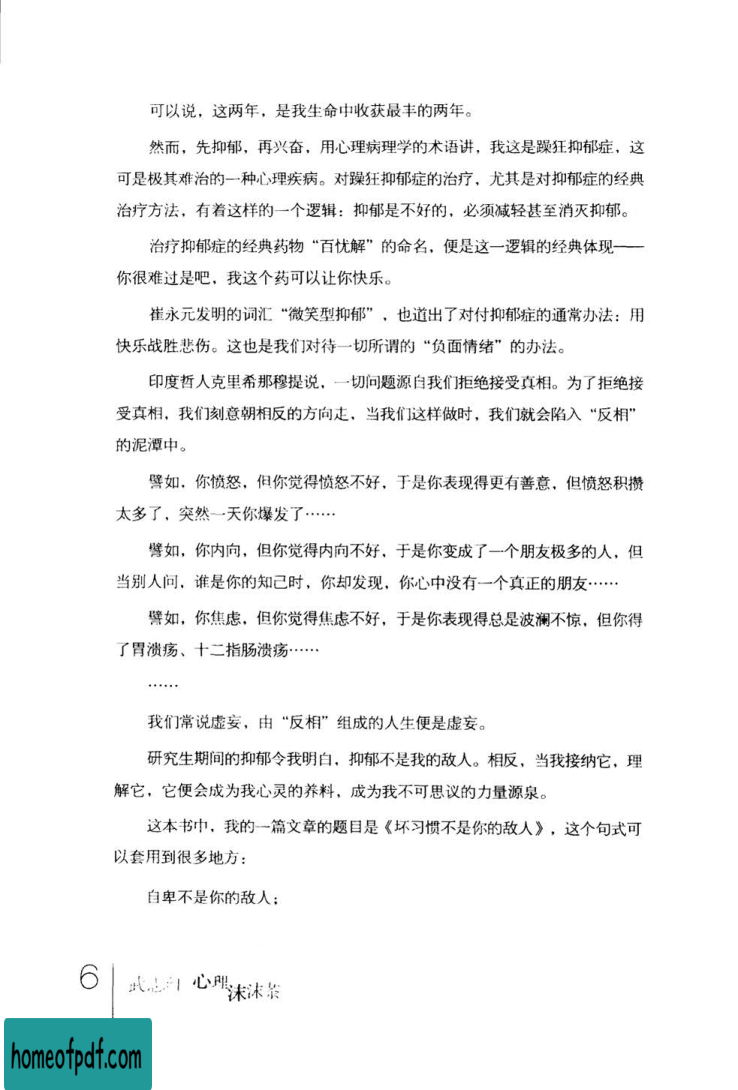 可以说，这两年，是我生命中收获最丰的两年。
然而，先抑郁，再兴奋，用心理病理学的术语讲，我这是躁狂抑郁症，这
可是极其难治的一种心理疾病。对躁狂抑郁症的治疗，尤其是对抑郁症的经典
治疗方法，有着这样的一个逻辑：抑郁是不好的，必须减轻甚至消灭抑郁。
治疗抑郁症的经典药物“百忧解”的命名，便是这一逻辑的经典体现——
你很难过是吧，我这个药可以让你快乐。
崔永元发明的词汇“微笑型抑郁”，也道出了对付抑郁症的通常办法：用
快乐战胜悲伤。这也是我们对待一切所谓的“负面情绪”的办法。
印度哲人克里希那穆提说，一切问题源自我们拒绝接受真相。为了拒绝接
受真相，我们刻意朝相反的方向走，当我们这样做时，我们就会陷入“反相”
的泥潭中。
譬如，你愤怒，但你觉得愤怒不好，于是你表现得更有善意，但愤怒积攒
太多了，突然一天你爆发了……
譬如，你内向，但你觉得内向不好，于是你变成了一个朋友极多的人，但
当别人问，谁是你的知己时，你却发现，你心中没有一个真正的朋友……
譬如，你焦虑，但你觉得焦虑不好，于是你表现得总是波澜不惊，但你得
了胃溃疡、十二指肠溃疡……
……
我们常说虚妄，由“反相”组成的人生便是虚妄。
研究生期间的抑郁令我明白，抑郁不是我的敌人。相反，当我接纳它，理
解它，它便会成为我心灵的养料，成为我不可思议的力量源泉。
这本书中，我的一篇文章的题目是《坏习惯不是你的敌人》，这个句式可
以套用到很多地方：
自卑不是你的敌人；
6
武志红 心理
沫沫茶
homeofpdf.com